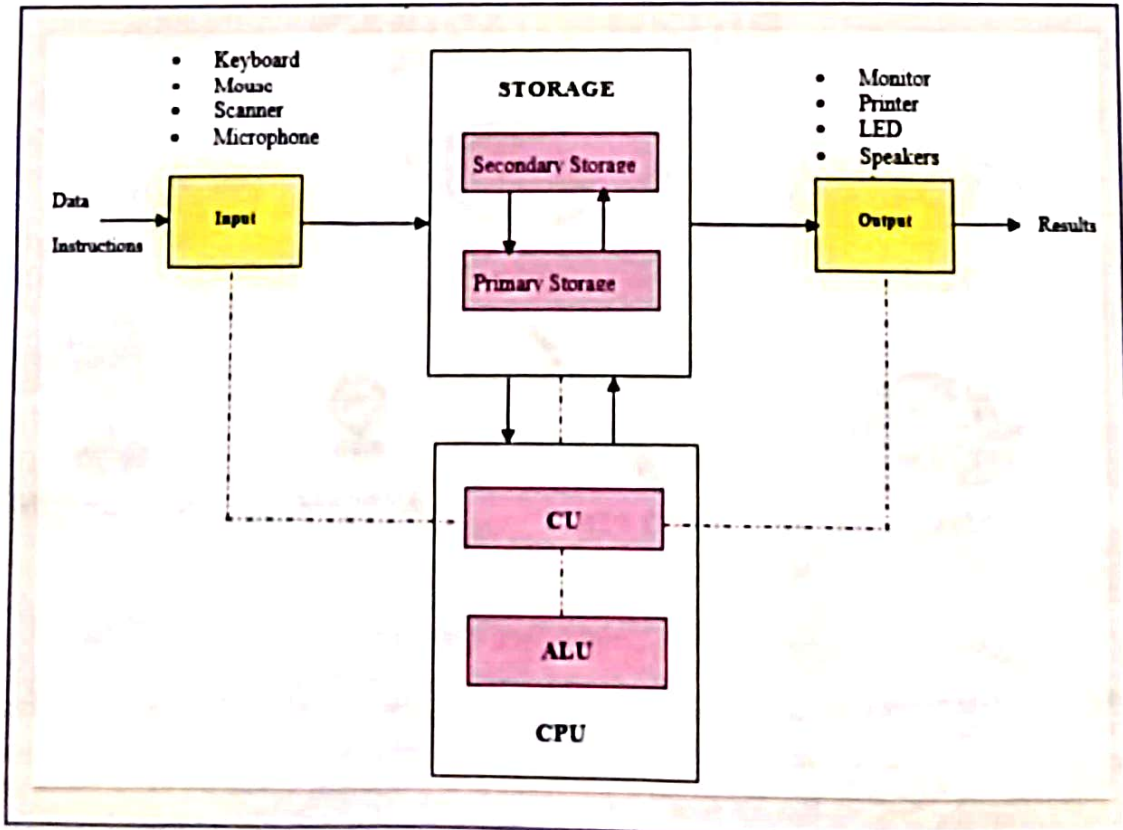 • Keyboard
• Mouse
• Scanner
• Microphone
Data
Instructions
Input
STORAGE
Secondary Storage
Primary Storage
• Monitor
• Printer
• LED
• Speakers
Output
Results
CU
ALU
CPU